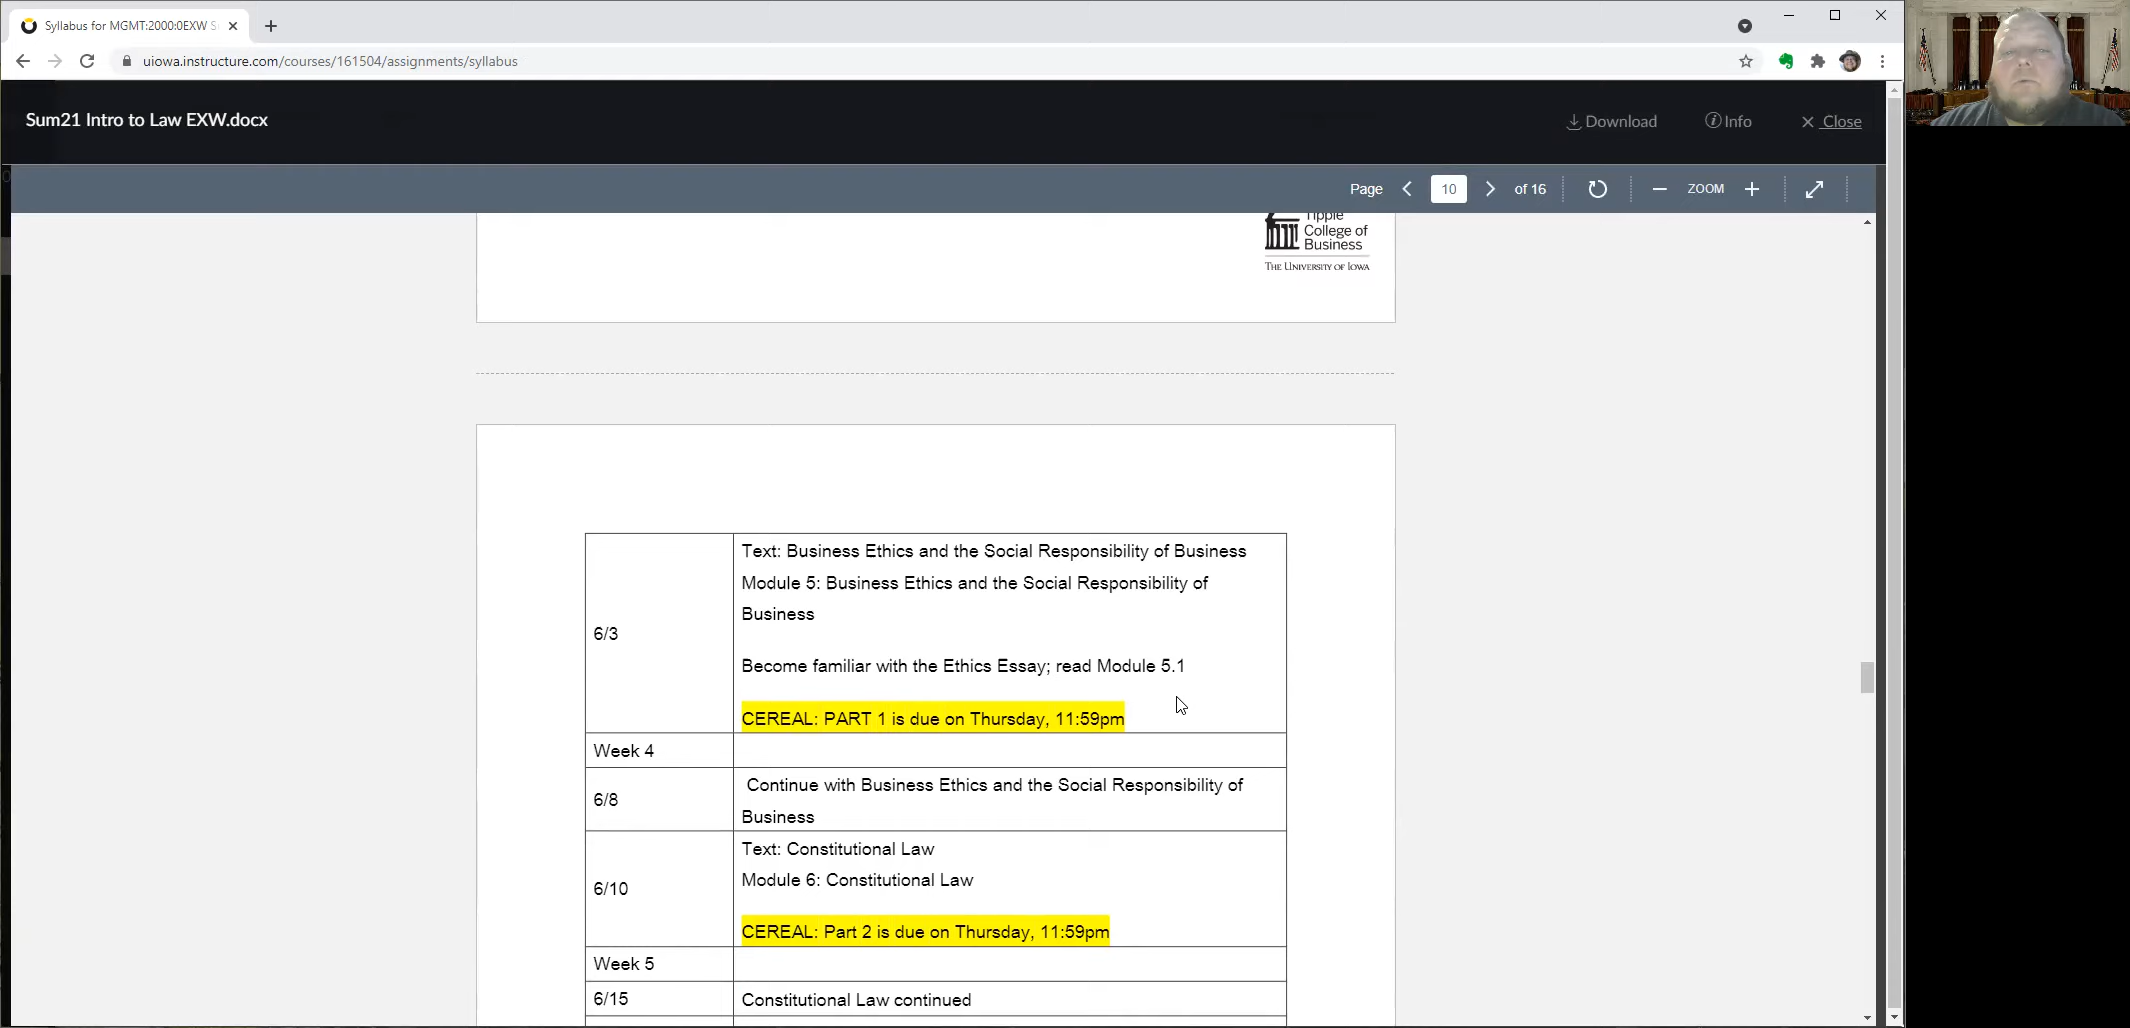 Syllabus for MGMT:2000:0EXW S
uiowa.instructure.com/courses/161504/assignments/syllabus
Sum21 Intro to Law EXW.docx
Download
Info
Close
Page
10
of 16
ZOOM
Tippie
College of
Business
THE UNIVERSITY OF IOWA
6/3
Text: Business Ethics and the Social Responsibility of Business
Module 5: Business Ethics and the Social Responsibility of
Business
Become familiar with the Ethics Essay; read Module 5.1
CEREAL: PART 1 is due on Thursday, 11:59pm
Week 4
6/8
Continue with Business Ethics and the Social Responsibility of
Business
6/10
Text: Constitutional Law
Module 6: Constitutional Law
CEREAL: Part 2 is due on Thursday, 11:59pm
Week 5
6/15
Constitutional Law continued